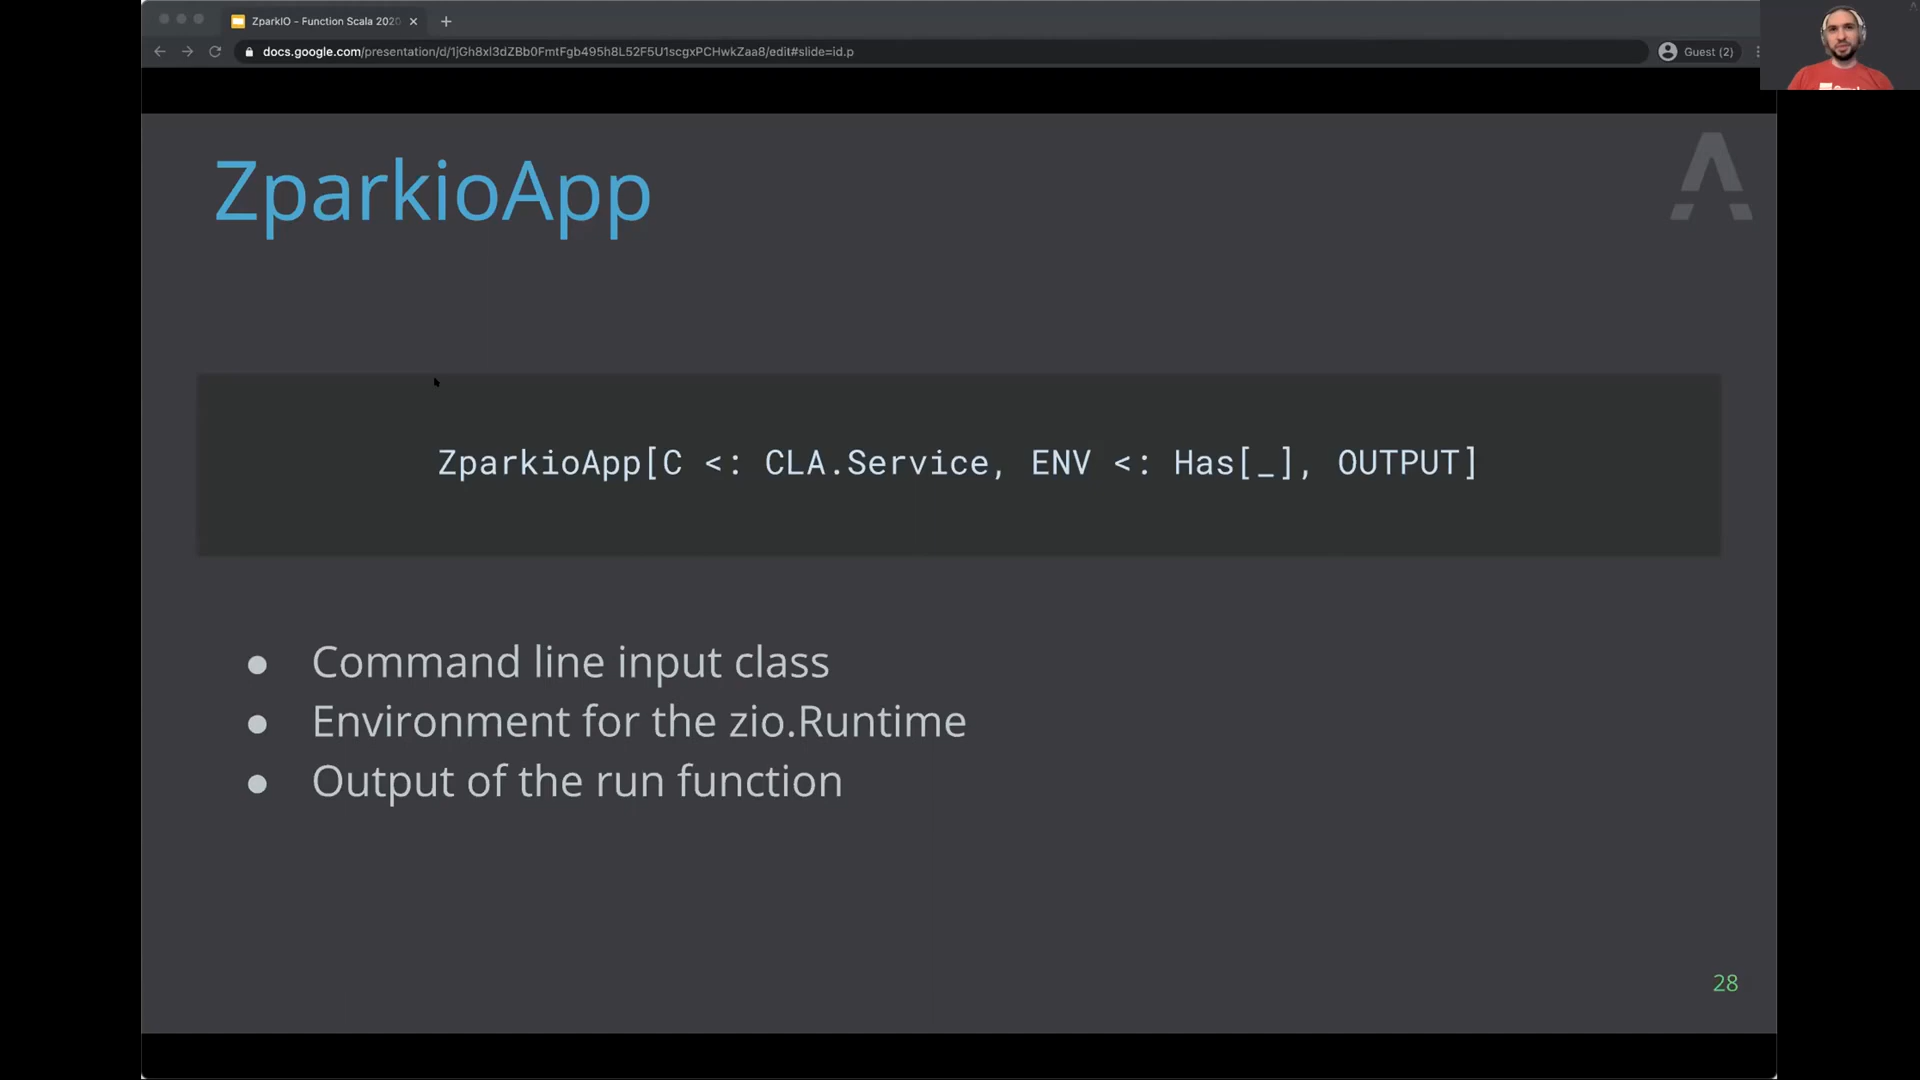 ZparkIO - Function Scala 2020
docs.google.com/presentation/d/1jGh8xl3dZBb0FmtFgb495h8L52F5U1scgxPCHwkZaa8/edit#slide=id.p
Guest (2)
ZparkioApp
ZparkioApp[C <: CLA.Service, ENV <: Has[_], OUTPUT]
● Command line input class
● Environment for the zio.Runtime
● Output of the run function
28